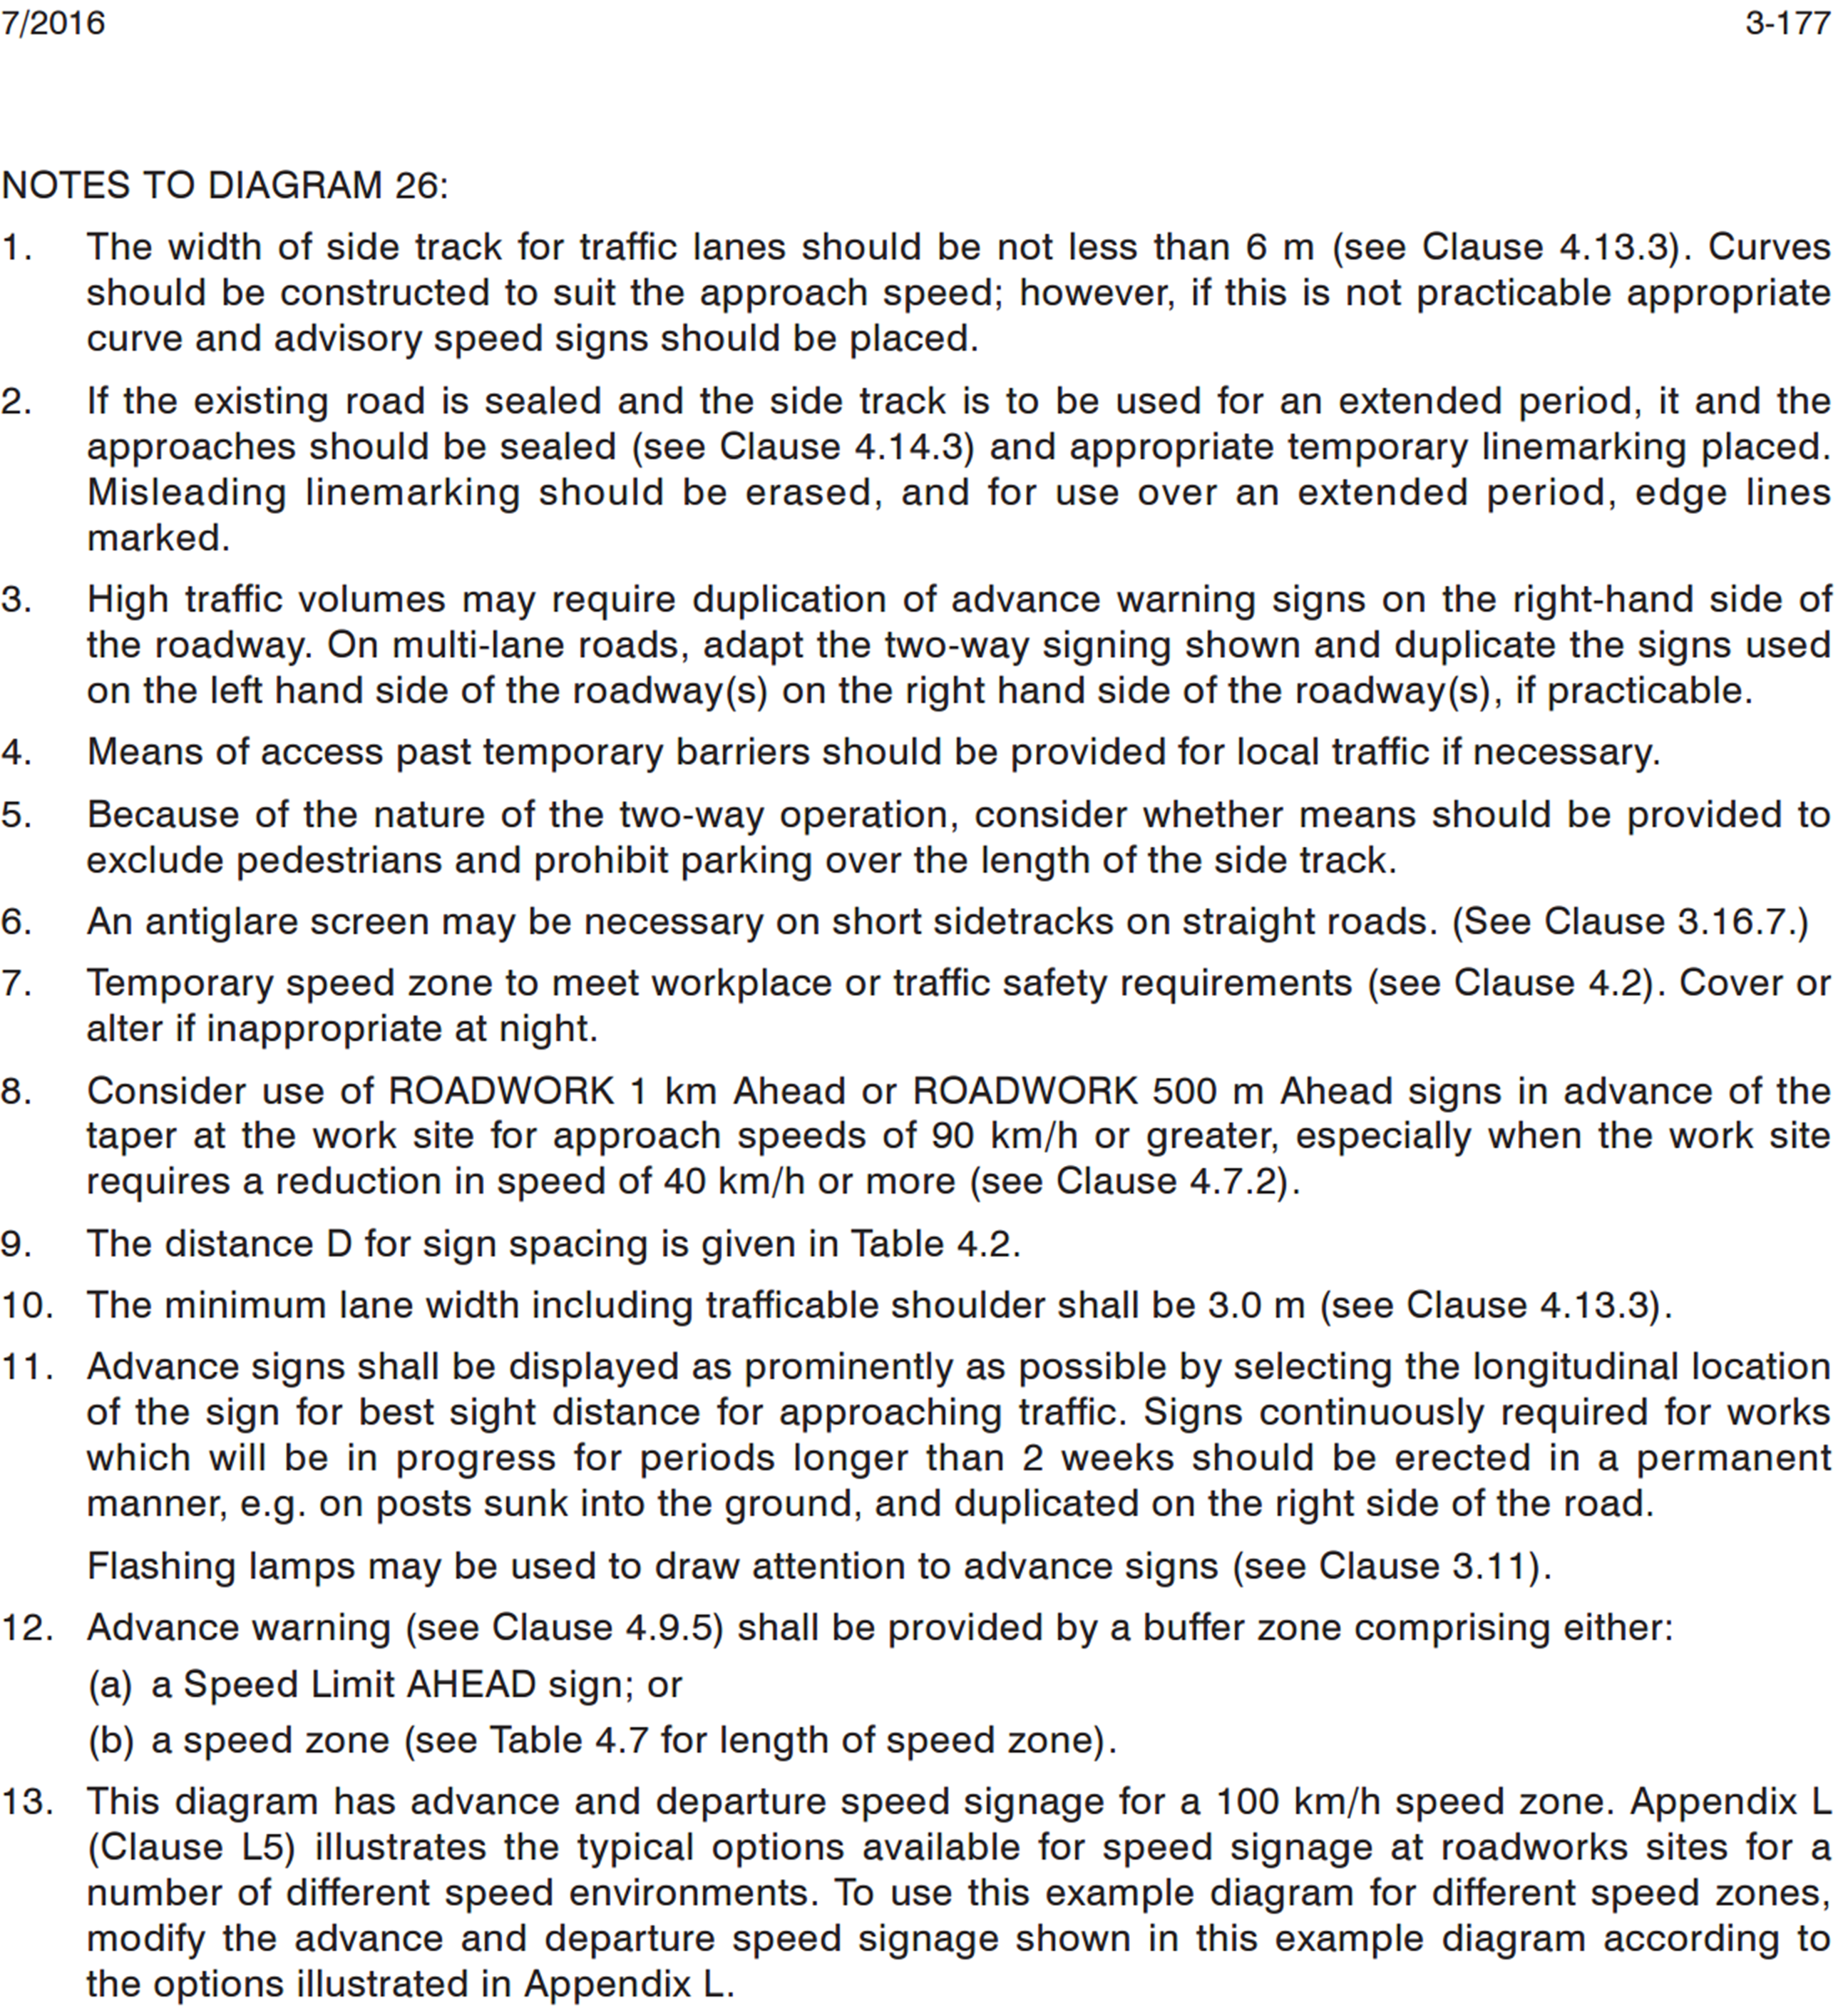 7/2016
3-177
NOTES TO DIAGRAM 26:
1. The width of side track for traffic lanes should be not less than 6 m (see Clause 4.13.3). Curves
should be constructed to suit the approach speed; however, if this is not practicable appropriate
curve and advisory speed signs should be placed.
2. If the existing road is sealed and the side track is to be used for an extended period, it and the
approaches should be sealed (see Clause 4.14.3) and appropriate temporary linemarking placed.
Misleading linemarking should be erased, and for use over an extended period, edge lines
marked.
3. High traffic volumes may require duplication of advance warning signs on the right-hand side of
the roadway. On multi-lane roads, adapt the two-way signing shown and duplicate the signs used
on the left hand side of the roadway(s) on the right hand side of the roadway(s), if practicable.
4. Means of access past temporary barriers should be provided for local traffic if necessary.
5. Because of the nature of the two-way operation, consider whether means should be provided to
exclude pedestrians and prohibit parking over the length of the side track.
6. An antiglare screen may be necessary on short sidetracks on straight roads. (See Clause 3.16.7.)
7. Temporary speed zone to meet workplace or traffic safety requirements (see Clause 4.2). Cover or
alter if inappropriate at night.
8. Consider use of ROADWORK 1 km Ahead or ROADWORK 500 m Ahead signs in advance of the
taper at the work site for approach speeds of 90 km/h or greater, especially when the work site
requires a reduction in speed of 40 km/h or more (see Clause 4.7.2).
9. The distance D for sign spacing is given in Table 4.2.
10. The minimum lane width including trafficable shoulder shall be 3.0 m (see Clause 4.13.3).
11. Advance signs shall be displayed as prominently as possible by selecting the longitudinal location
of the sign for best sight distance for approaching traffic. Signs continuously required for works
which will be in progress for periods longer than 2 weeks should be erected in a permanent
manner, e.g. on posts sunk into the ground, and duplicated on the right side of the road.
Flashing lamps may be used to draw attention to advance signs (see Clause 3.11).
12. Advance warning (see Clause 4.9.5) shall be provided by a buffer zone comprising either:
(a) a Speed Limit AHEAD sign; or
(b) a speed zone (see Table 4.7 for length of speed zone).
13. This diagram has advance and departure speed signage for a 100 km/h speed zone. Appendix L
(Clause L5) illustrates the typical options available for speed signage at roadworks sites for a
number of different speed environments. To use this example diagram for different speed zones,
modify the advance and departure speed signage shown in this example diagram according to
the options illustrated in Appendix L.